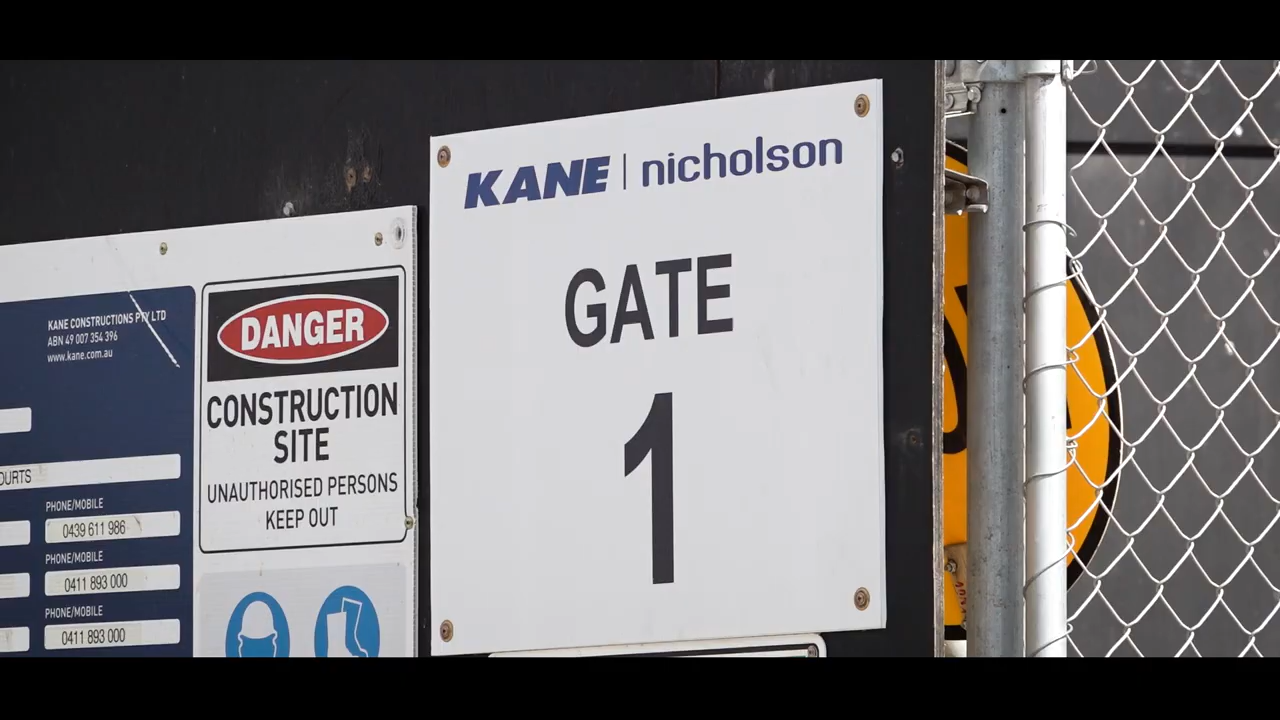 KANE | nicholson
GATE
1
KANE CONSTRUCTIONS PTY LTD
ABN 49 007 354 396
www.kane.com.au
OURTS
PHONE/MOBILE
0439 611 986
PHONE/MOBILE
0411 893 000
PHONE/MOBILE
0411 893 000
DANGER
CONSTRUCTION
SITE
UNAUTHORISED PERSONS
KEEP OUT